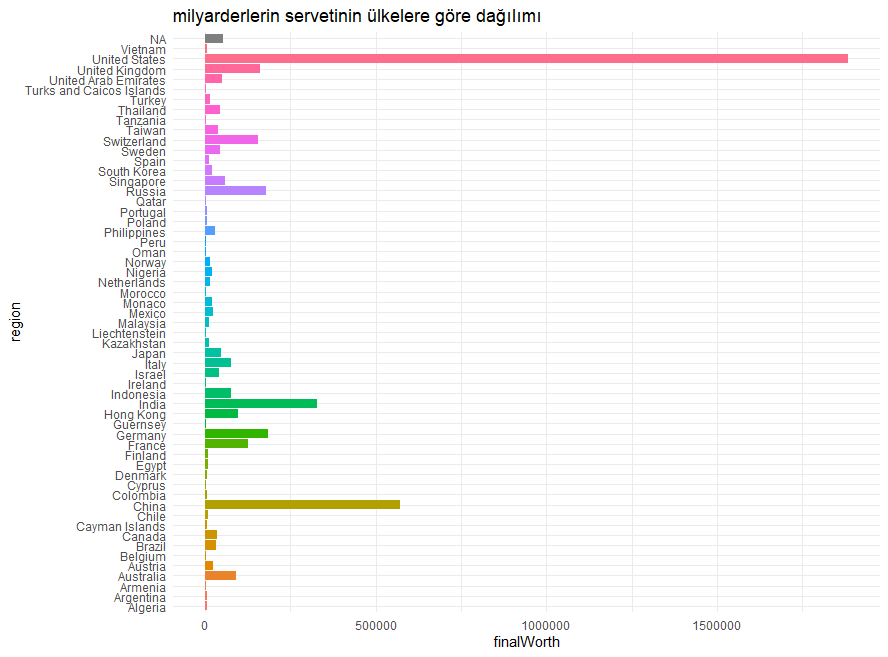 milyarderlerin servetinin ülkelere göre dağılımı
NA
Vietnam
United States
United Kingdom
United Arab Emirates
Turks and Caicos Islands
Turkey
Thailand
Tanzania
Taiwan
Switzerland
Sweden
Spain
South Korea
Singapore
Russia
Qatar
Portugal
Poland
Philippines
Peru
Oman
Norway
Nigeria
Netherlands
Morocco
Monaco
Mexico
Malaysia
Liechtenstein
Kazakhstan
Japan
Italy
Israel
Ireland
Indonesia
India
Hong Kong
Guernsey
Germany
France
Finland
Egypt
Denmark
Cyprus
Colombia
China
Chile
Cayman Islands
Canada
Brazil
Belgium
Austria
Australia
Armenia
Argentina
Algeria
region
0 500000 1000000 1500000
finalWorth